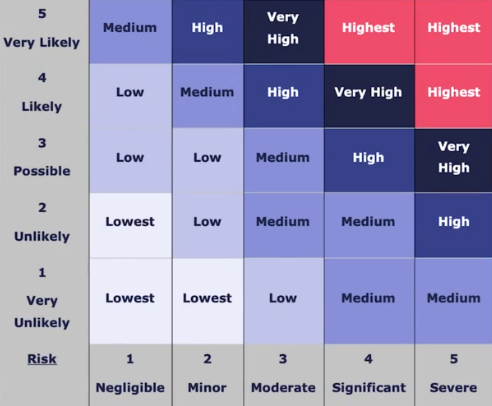 5
Very Likely
Medium
High
Very
High
Highest
Highest
4
Likely
Low
Medium
High
Very High
Highest
3
Possible
Low
Low
Medium
High
Very
High
2
Unlikely
Lowest
Low
Medium
Medium
High
1
Very
Unlikely
Lowest
Lowest
Low
Medium
Medium
Risk
1
Negligible
2
Minor
3
Moderate
4
Significant
5
Severe